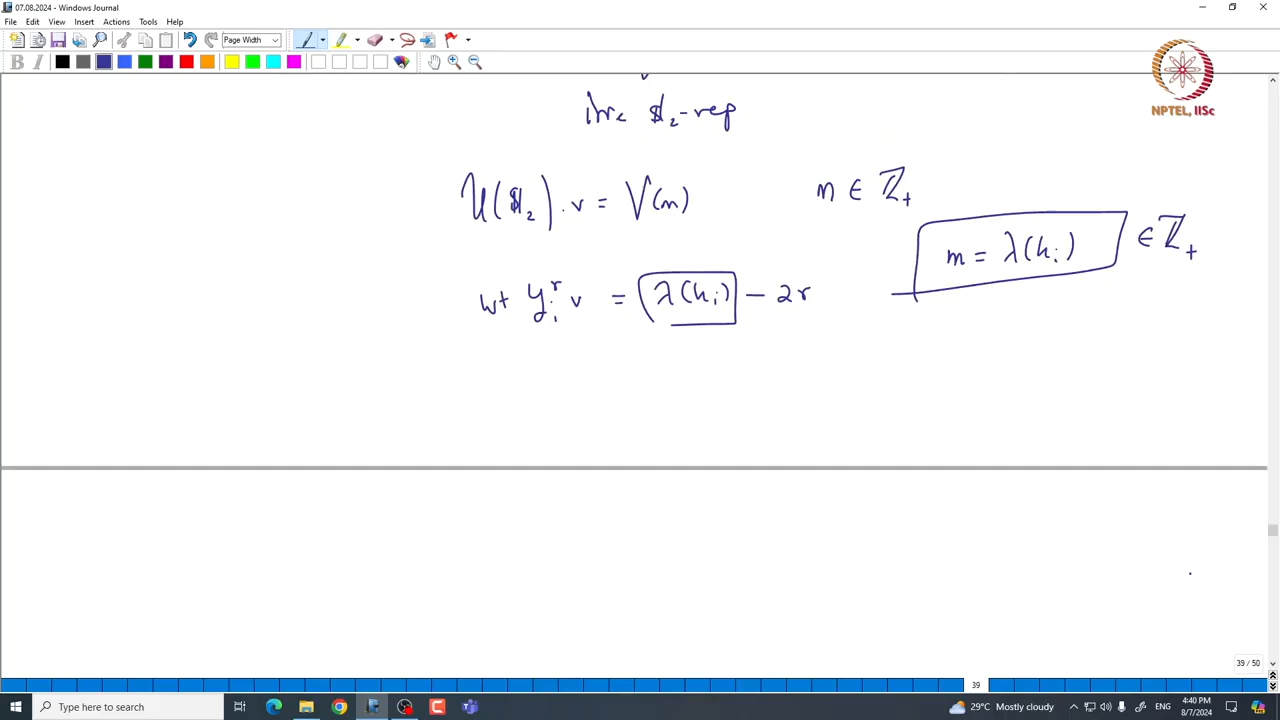 07.08.2024 - Windows Journal
File Edit View Insert Actions Tools Help
Page Width
NPTEL, IISc
irr. sl₂-rep
U(sl₂).v = V(m) m ∈ ℤ₊
m = λ(hᵢ) ∈ ℤ₊
wt yᵢʳ v = λ(hᵢ) - 2r
39 / 50
39
Type here to search
29°C Mostly cloudy
4:40 PM
8/7/2024